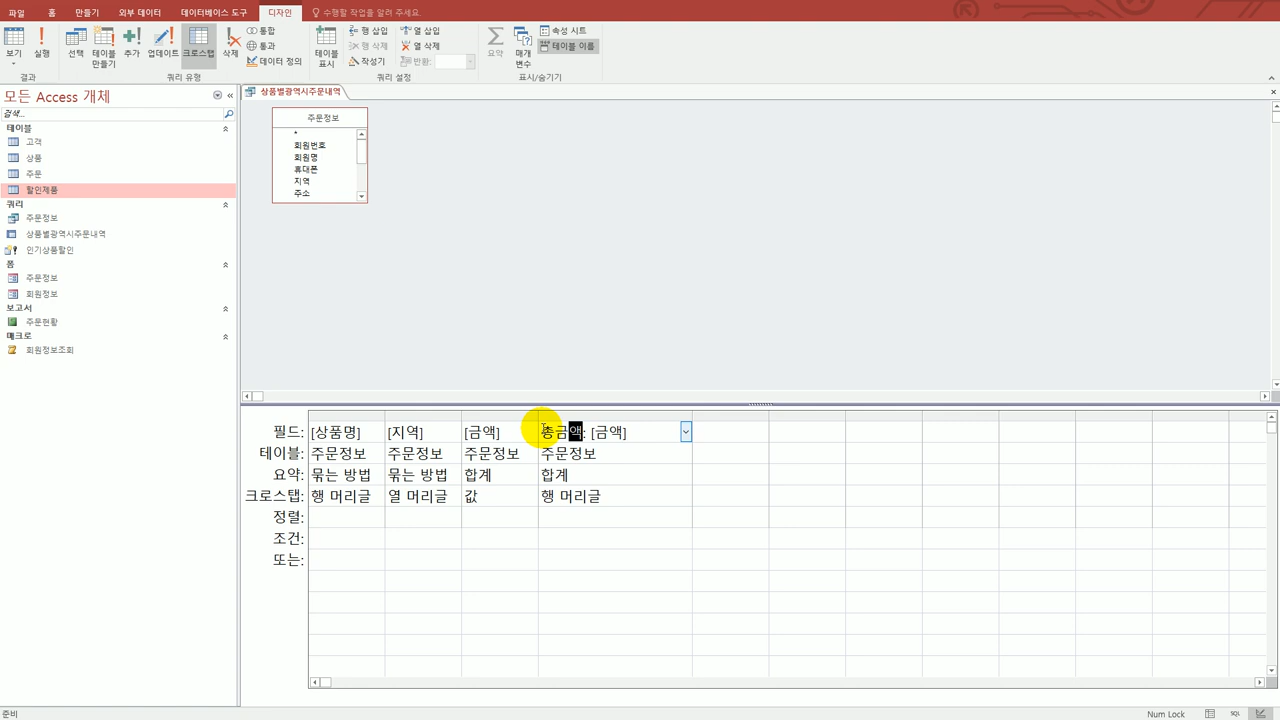 파일 홈 만들기 외부 데이터 데이터베이스 도구 디자인 수행할 작업을 알려 주세요.
보기 실행 선택 테이블 만들기 추가 업데이트 크로스탭 삭제 통합 통과 데이터 정의 테이블 표시 행 삽입 행 삭제 작성기 열 삽입 열 삭제 반환: 요약 매개 변수 속성 시트 테이블 이름
결과 쿼리 유형 쿼리 설정 표시/숨기기
모든 Access 개체
검색...
테이블
고객
상품
주문
할인제품
쿼리
주문정보
상품별광역시주문내역
인기상품할인
폼
주문정보
회원정보
보고서
주문현황
매크로
회원정보조회
상품별광역시주문내역
주문정보
*
회원번호
회원명
휴대폰
지역
주소
필드: [상품명] [지역] [금액] 총금액: [금액]
테이블: 주문정보 주문정보 주문정보 주문정보
요약: 묶는 방법 묶는 방법 합계 합계
크로스탭: 행 머리글 열 머리글 값 행 머리글
정렬:
조건:
또는:
준비 Num Lock SQL